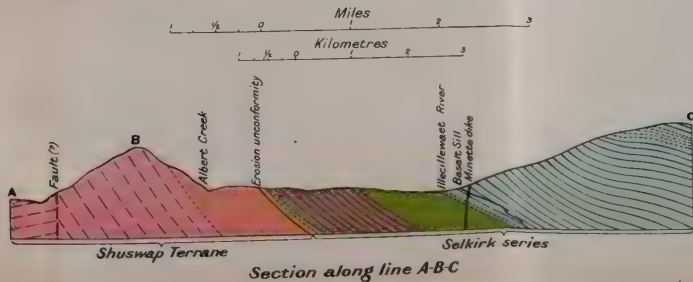 Miles
1 ½ 0 1 2 3
Kilometres
1 ½ 0 1 2 3
Fault (?)
Albert Creek
Erosion unconformity
Illecillewaet River
Basalt Sill
Minette dike
A
B
C
Shuswap Terrane
Selkirk series
Section along line A-B-C